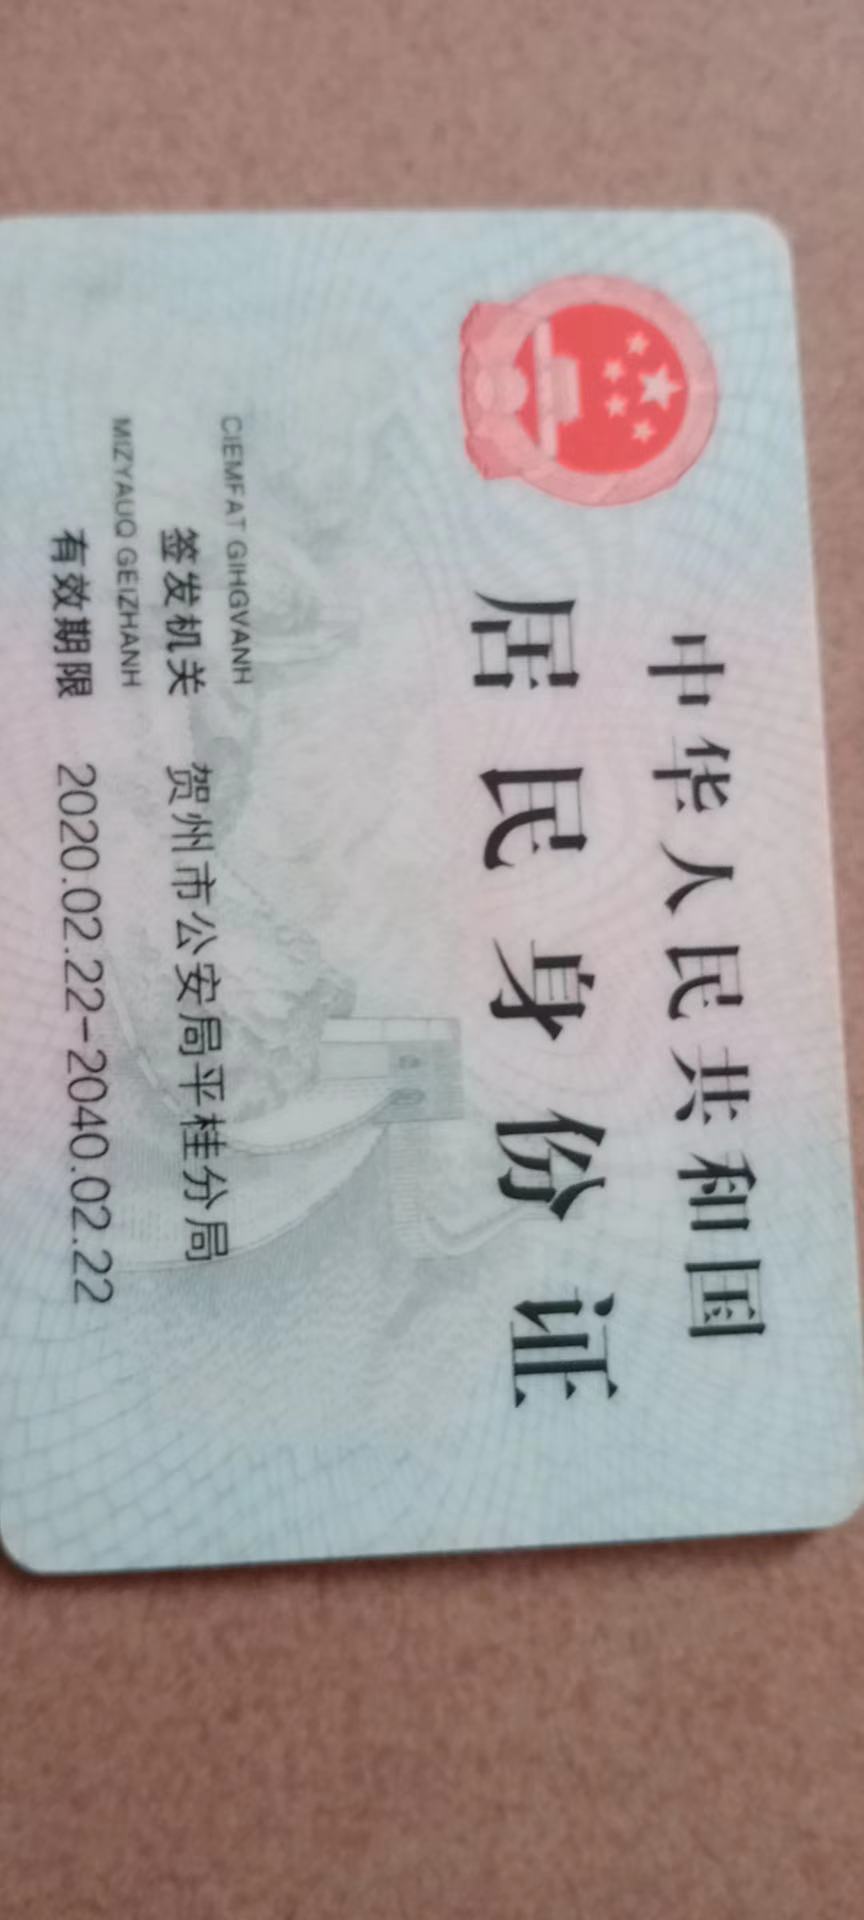 中华人民共和国
居民身份证
CIEMFAT GIHGVANH
签发机关 贺州市公安局平桂分局
MIZYAUQ GEIZHANH
有效期限 2020.02.22-2040.02.22